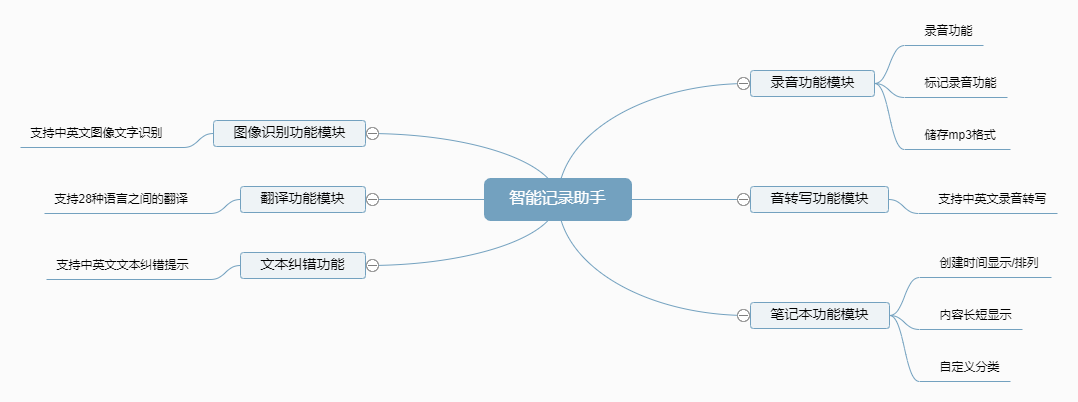 智能记录助手
录音功能模块
录音功能
标记录音功能
储存mp3格式
音转写功能模块
支持中英文录音转写
笔记本功能模块
创建时间显示/排列
内容长短显示
自定义分类
图像识别功能模块
支持中英文图像文字识别
翻译功能模块
支持28种语言之间的翻译
文本纠错功能
支持中英文文本纠错提示